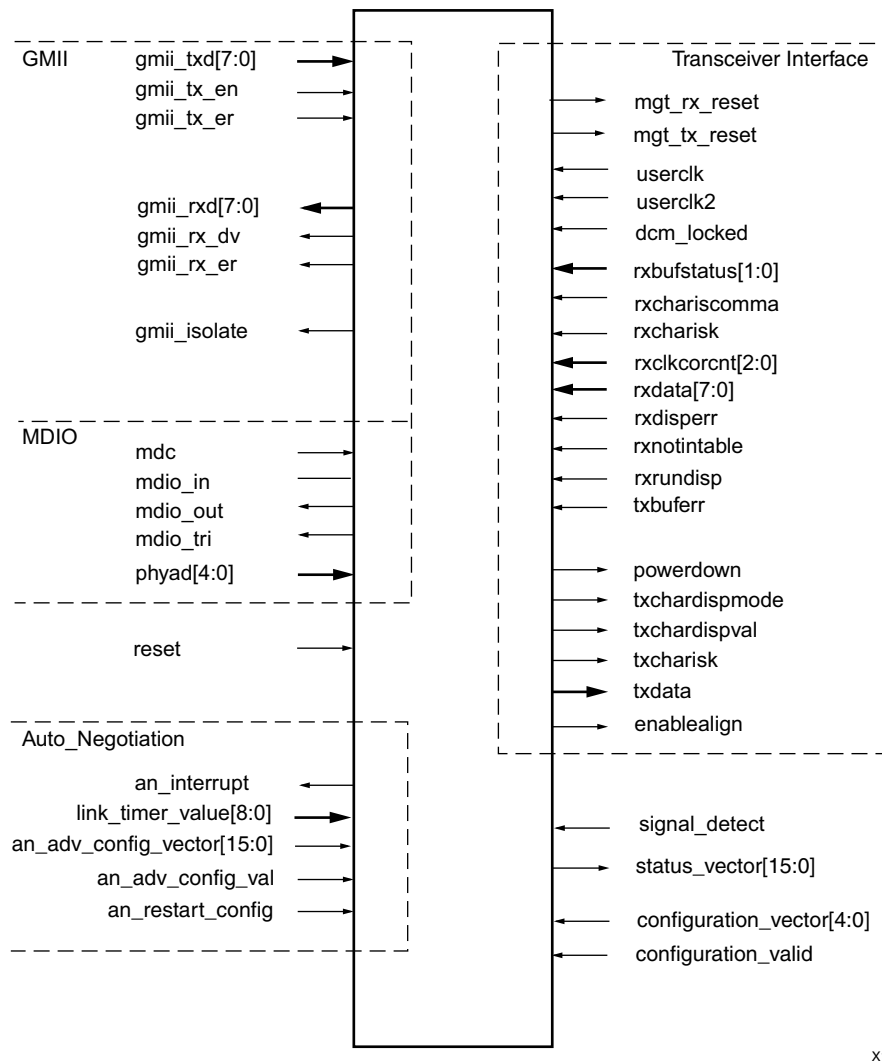 GMII
gmii_txd[7:0]
gmii_tx_en
gmii_tx_er
gmii_rxd[7:0]
gmii_rx_dv
gmii_rx_er
gmii_isolate
MDIO
mdc
mdio_in
mdio_out
mdio_tri
phyad[4:0]
reset
Auto_Negotiation
an_interrupt
link_timer_value[8:0]
an_adv_config_vector[15:0]
an_adv_config_val
an_restart_config
Transceiver Interface
mgt_rx_reset
mgt_tx_reset
userclk
userclk2
dcm_locked
rxbufstatus[1:0]
rxchariscomma
rxcharisk
rxclkcorcnt[2:0]
rxdata[7:0]
rxdisperr
rxnotintable
rxrundisp
txbuferr
powerdown
txchardispmode
txchardispval
txcharisk
txdata
enablealign
signal_detect
status_vector[15:0]
configuration_vector[4:0]
configuration_valid
x